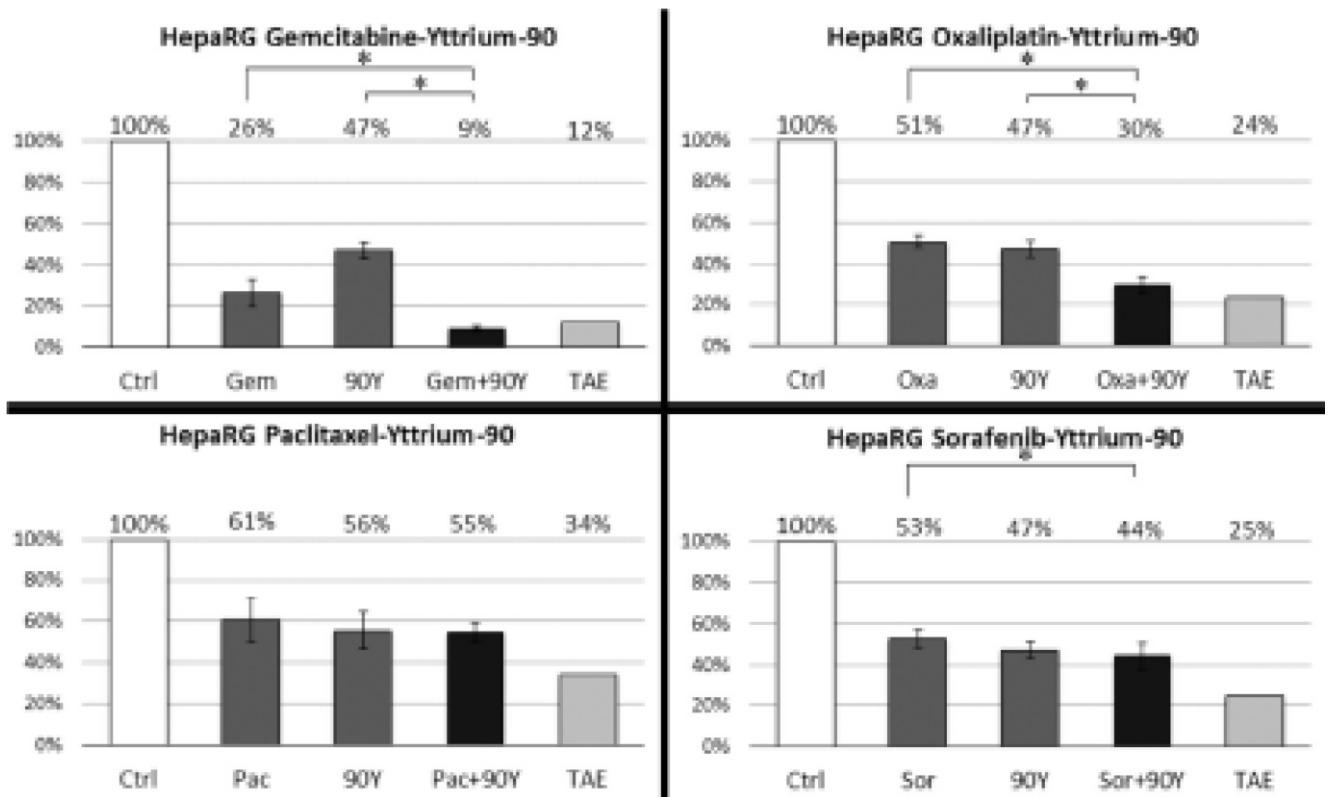 HepaRG Gemcitabine-Yttrium-90
*
*
100% 26% 47% 9% 12%
100%
80%
60%
40%
20%
0%
Ctrl Gem 90Y Gem+90Y TAE
HepaRG Oxaliplatin-Yttrium-90
*
*
100% 51% 47% 30% 24%
100%
80%
60%
40%
20%
0%
Ctrl Oxa 90Y Oxa+90Y TAE
HepaRG Paclitaxel-Yttrium-90
100% 61% 56% 55% 34%
100%
80%
60%
40%
20%
0%
Ctrl Pac 90Y Pac+90Y TAE
HepaRG Sorafenib-Yttrium-90
*
100% 53% 47% 44% 25%
100%
80%
60%
40%
20%
0%
Ctrl Sor 90Y Sor+90Y TAE